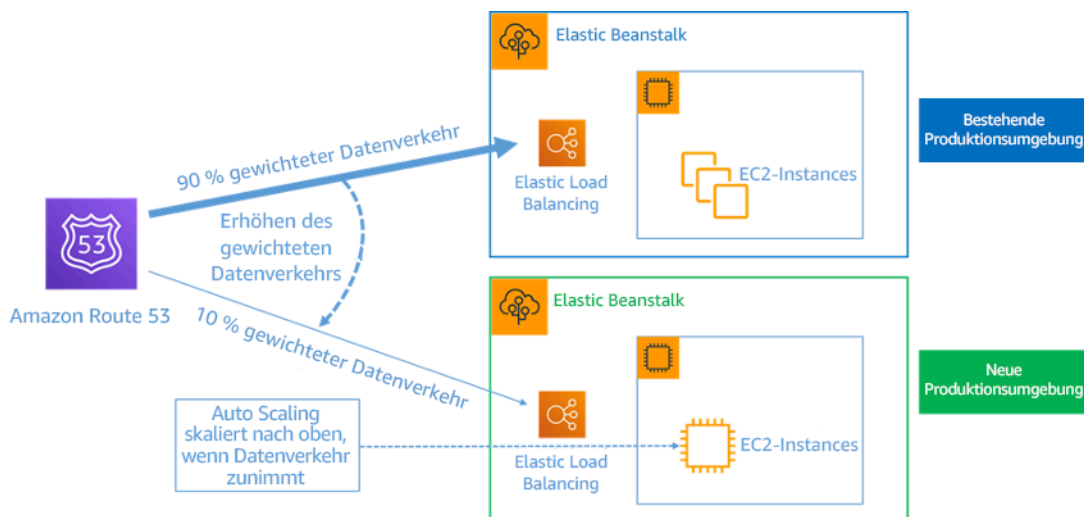 Elastic Beanstalk
90 % gewichteter Datenverkehr
Elastic Load
Balancing
EC2-Instances
Bestehende
Produktionsumgebung
53
Amazon Route 53
Erhöhen des
gewichteten
Datenverkehrs
10 % gewichteter Datenverkehr
Elastic Beanstalk
Auto Scaling
skaliert nach oben,
wenn Datenverkehr
zunimmt
Elastic Load
Balancing
EC2-Instances
Neue
Produktionsumgebung